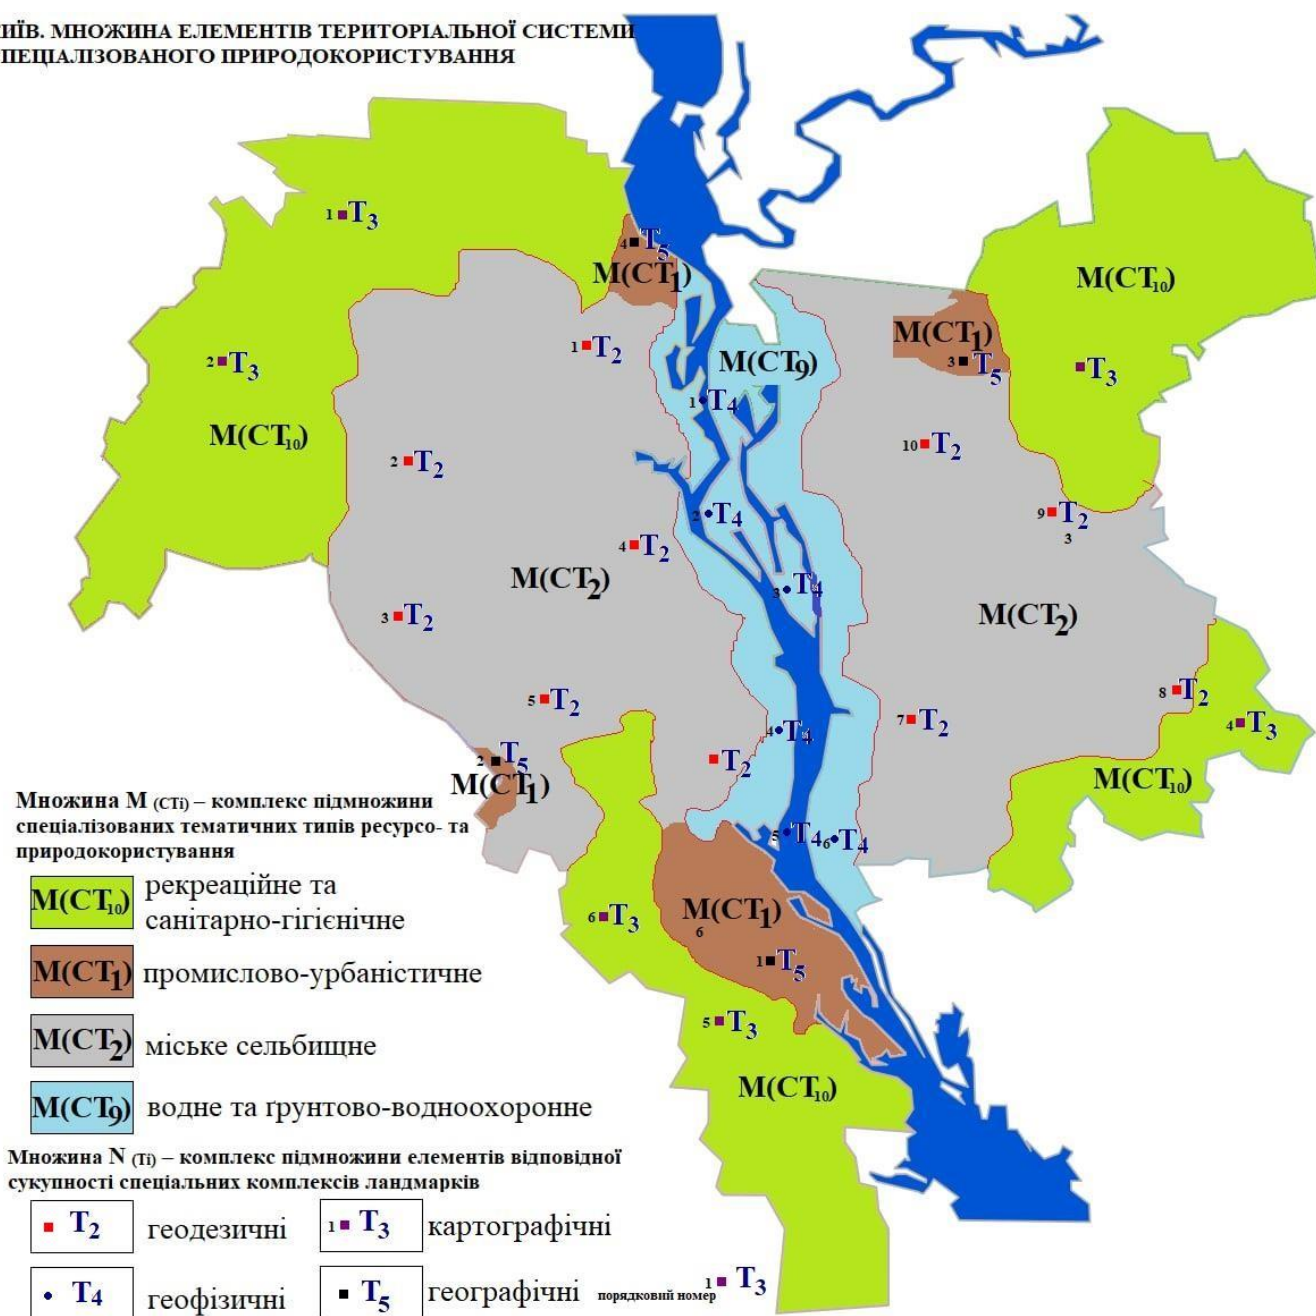 ИЇВ. МНОЖИНА ЕЛЕМЕНТІВ ТЕРИТОРІАЛЬНОЇ СИСТЕМИ
ПЕЦІАЛІЗОВАНОГО ПРИРОДОКОРИСТУВАННЯ
1 T3
4 T5
M(CT1)
M(CT10)
1 T2
M(CT1)
3 T5
M(CT9)
2 T3
T3
1 T4
M(CT10)
10 T2
2 T2
2 T4
9 T2
3
4 T2
M(CT2)
3 T4
3 T2
M(CT2)
8 T2
5 T2
7 T2
4 T3
4 T4
2 T5
T2
M(CT1)
M(CT10)
5 T4
6 T4
Множина M (CTi) – комплекс підмножини
спеціалізованих тематичних типів ресурсо- та
природокористування
M(CT10) рекреаційне та
санітарно-гігієнічне
M(CT1) промислово-урбаністичне
M(CT2) міське сельбищне
M(CT9) водне та ґрунтово-водноохоронне
6 T3
M(CT1)
6
1 T5
5 T3
M(CT10)
Множина N (Ti) – комплекс підмножини елементів відповідної
сукупності спеціальних комплексів ландмарків
T2 геодезичні
1 T3 картографічні
T4 геофізичні
T5 географічні
порядковий номер 1 T3